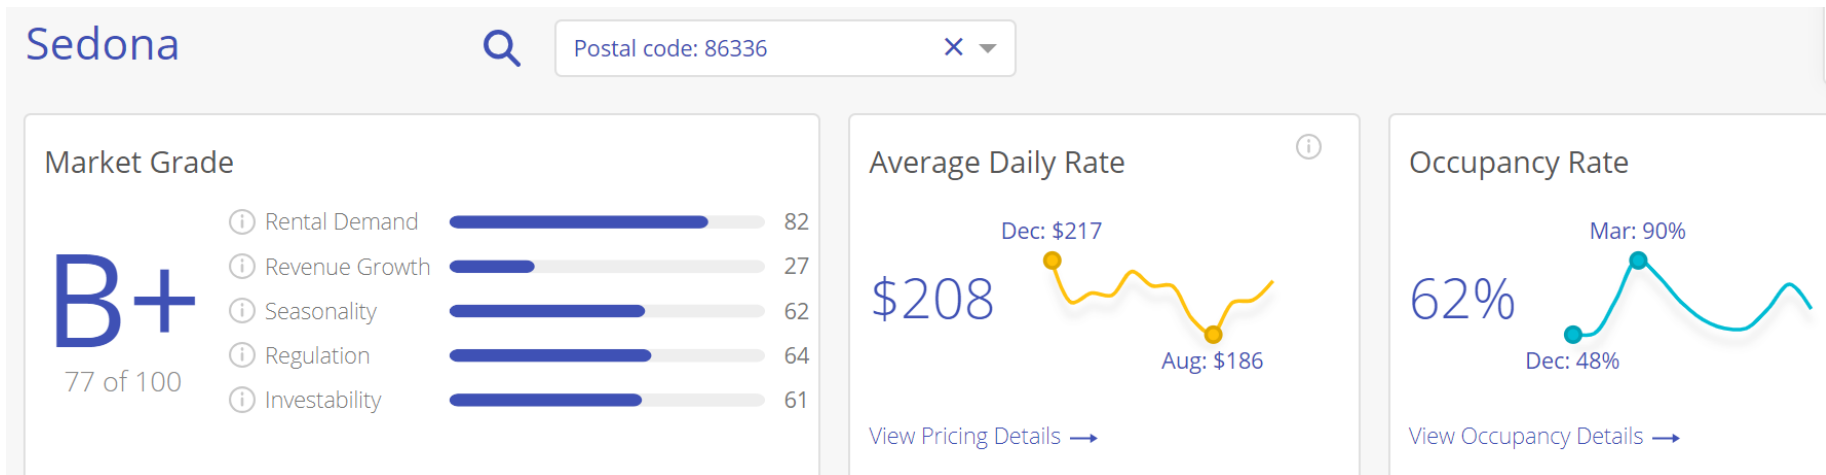 Sedona
Postal code: 86336
Market Grade
B+
77 of 100
Rental Demand 82
Revenue Growth 27
Seasonality 62
Regulation 64
Investability 61
Average Daily Rate
$208
Dec: $217
Aug: $186
View Pricing Details →
Occupancy Rate
62%
Mar: 90%
Dec: 48%
View Occupancy Details →